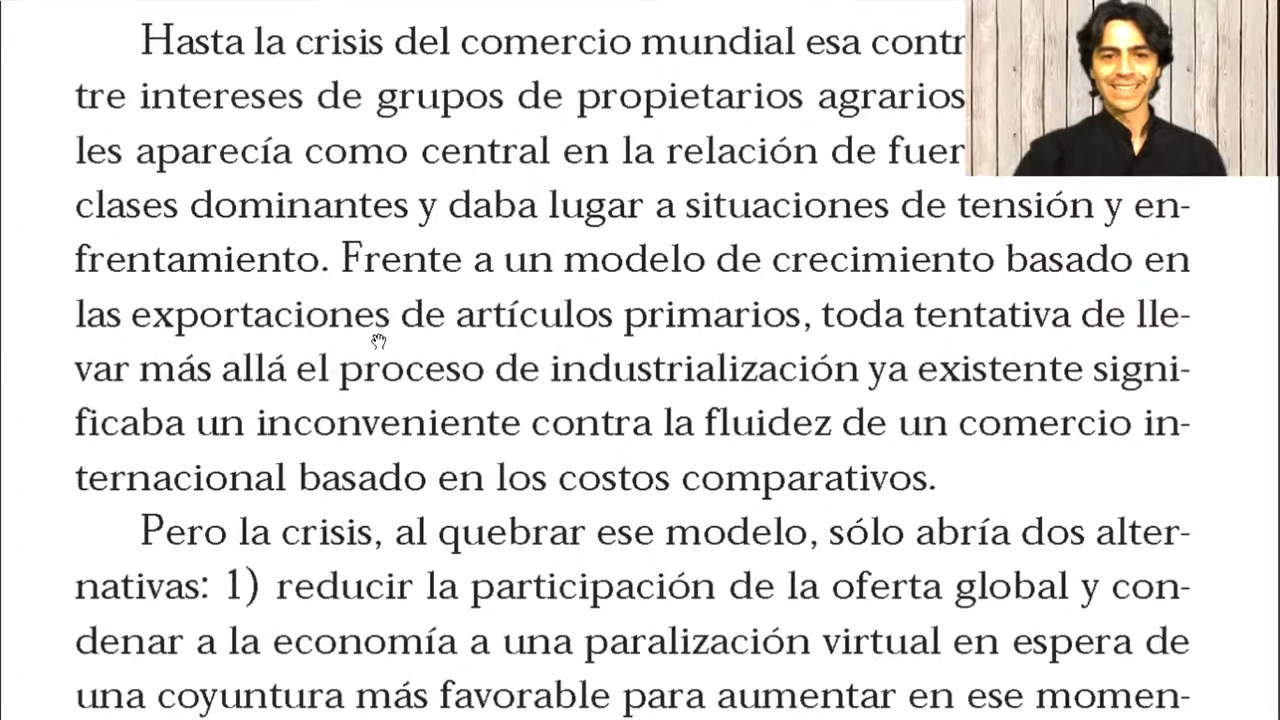 Hasta la crisis del comercio mundial esa
tre intereses de grupos de propietarios agrarios
les aparecía como central en la relación de
clases dominantes y daba lugar a situaciones de tensión y en-
frentamiento. Frente a un modelo de crecimiento basado en
las exportaciones de artículos primarios, toda tentativa de lle-
var más allá el proceso de industrialización ya existente signi-
ficaba un inconveniente contra la fluidez de un comercio in-
ternacional basado en los costos comparativos.
Pero la crisis, al quebrar ese modelo, sólo abría dos alter-
nativas: 1) reducir la participación de la oferta global y con-
denar a la economía a una paralización virtual en espera de
una coyuntura más favorable para aumentar en ese momen-